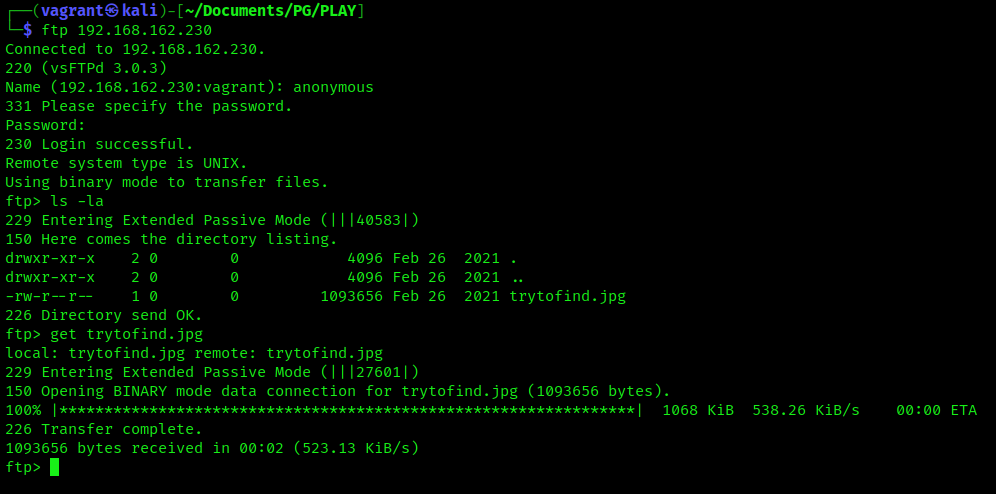 ┌──(vagrant㉿kali)-[~/Documents/PG/PLAY]
└─$ ftp 192.168.162.230
Connected to 192.168.162.230.
220 (vsFTPd 3.0.3)
Name (192.168.162.230:vagrant): anonymous
331 Please specify the password.
Password:
230 Login successful.
Remote system type is UNIX.
Using binary mode to transfer files.
ftp> ls -la
229 Entering Extended Passive Mode (|||40583|)
150 Here comes the directory listing.
drwxr-xr-x    2 0        0            4096 Feb 26  2021 .
drwxr-xr-x    2 0        0            4096 Feb 26  2021 ..
-rw-r--r--    1 0        0         1093656 Feb 26  2021 trytofind.jpg
226 Directory send OK.
ftp> get trytofind.jpg
local: trytofind.jpg remote: trytofind.jpg
229 Entering Extended Passive Mode (|||27601|)
150 Opening BINARY mode data connection for trytofind.jpg (1093656 bytes).
100% |****************************************************************|  1068 KiB  538.26 KiB/s    00:00 ETA
226 Transfer complete.
1093656 bytes received in 00:02 (523.13 KiB/s)
ftp>